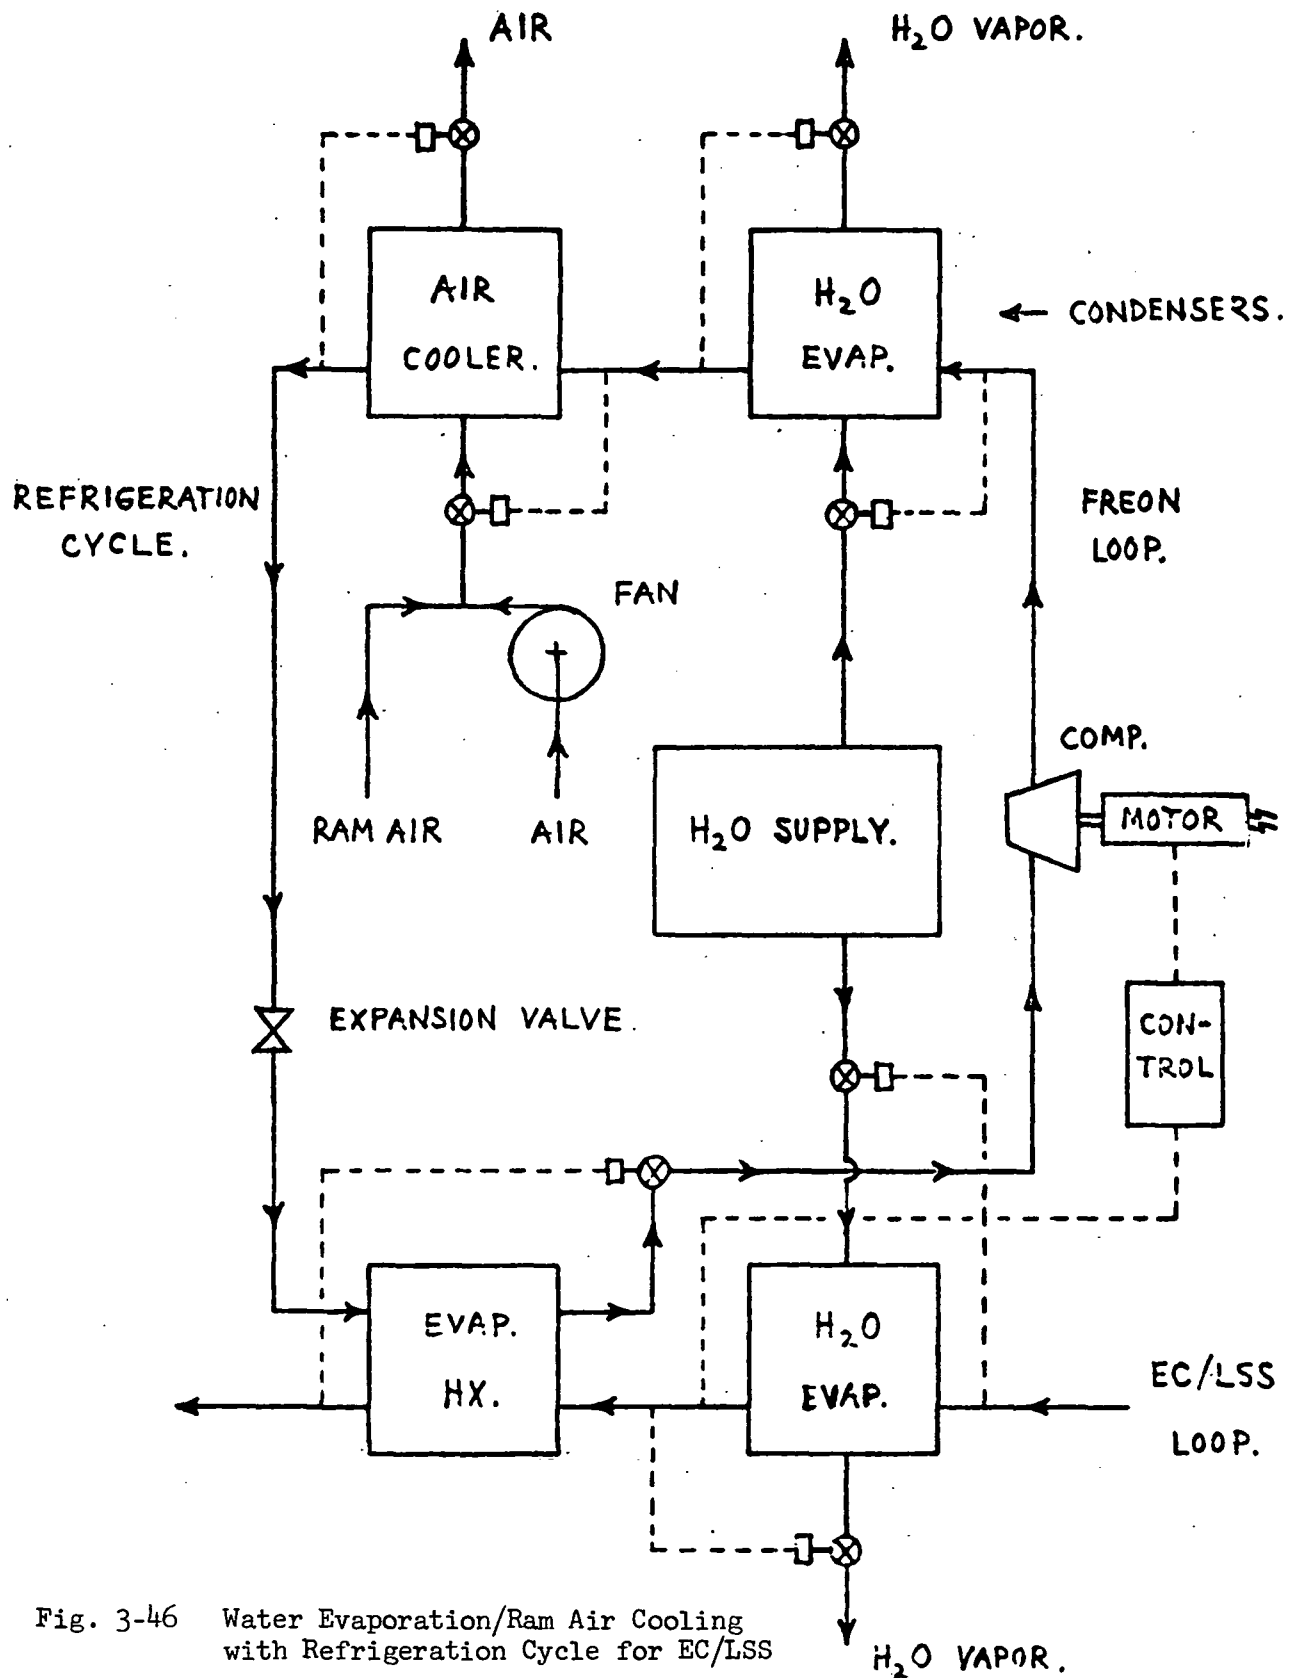 AIR
H₂O VAPOR.
AIR
COOLER.
H₂O
EVAP.
CONDENSERS.
REFRIGERATION
CYCLE.
FREON
LOOP.
FAN
COMP.
RAM AIR
AIR
H₂O SUPPLY.
MOTOR
EXPANSION VALVE.
CON-
TROL
EVAP.
HX.
H₂O
EVAP.
EC/LSS
LOOP.
H₂O VAPOR.
Fig. 3-46 Water Evaporation/Ram Air Cooling
with Refrigeration Cycle for EC/LSS